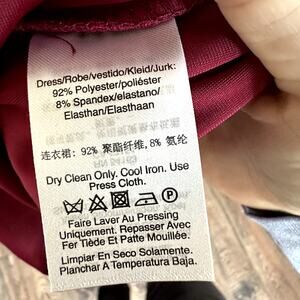 Dress/Robe/vestido/Kleid/Jurk:
92% Polyester/poliéster
8% Spandex/elastano/
Elasthan/Elasthaan
连衣裙：92% 聚酯纤维,8% 氨纶
Dry Clean Only. Cool Iron. Use
Press Cloth.
Faire Laver Au Pressing
Uniquement. Repasser Avec
Fer Tiède Et Patte Mouillée.
Limpiar En Seco Solamente.
Planchar A Temperatura Baja.